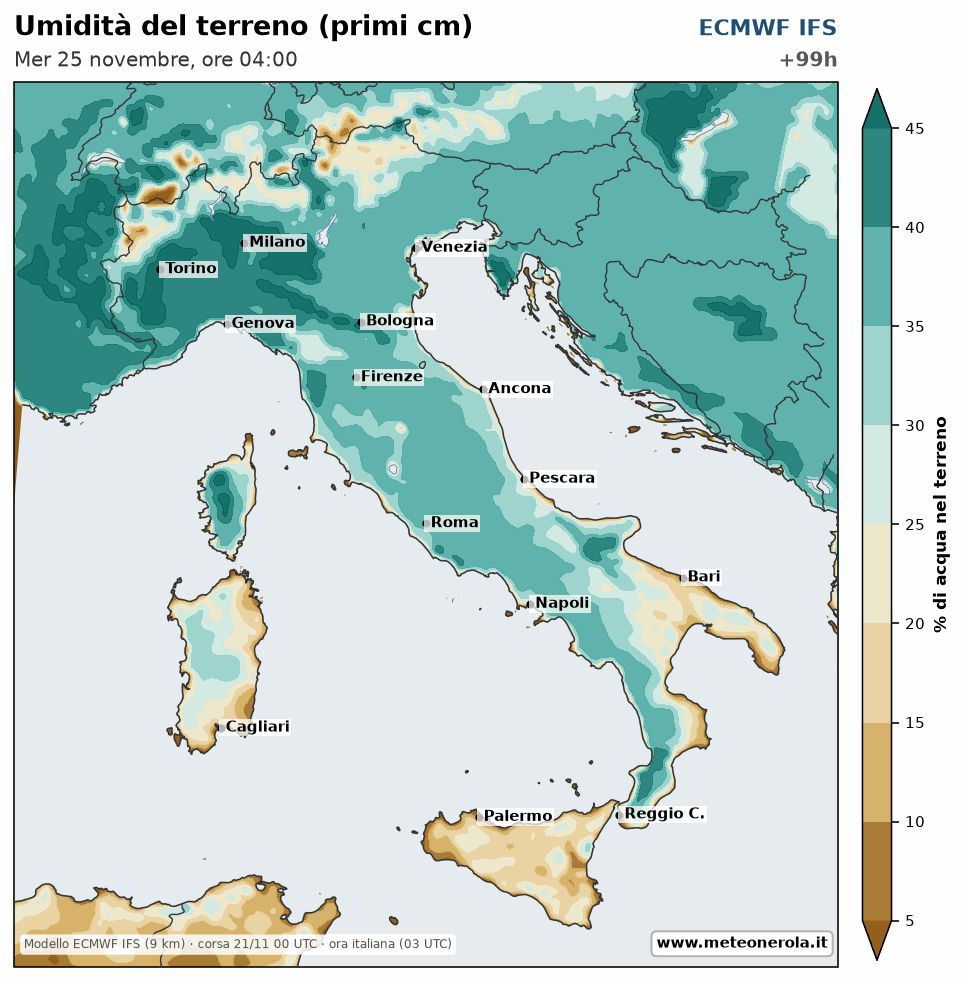 Umidità del terreno (primi cm)
ECMWF IFS
Mer 25 novembre, ore 04:00
+99h
Milano
Venezia
Torino
Genova
Bologna
Firenze
Ancona
Pescara
Roma
Bari
Napoli
Cagliari
Palermo
Reggio C.
45
40
35
30
25
20
15
10
5
% di acqua nel terreno
Modello ECMWF IFS (9 km) · corsa 21/11 00 UTC · ora italiana (03 UTC)
www.meteonerola.it